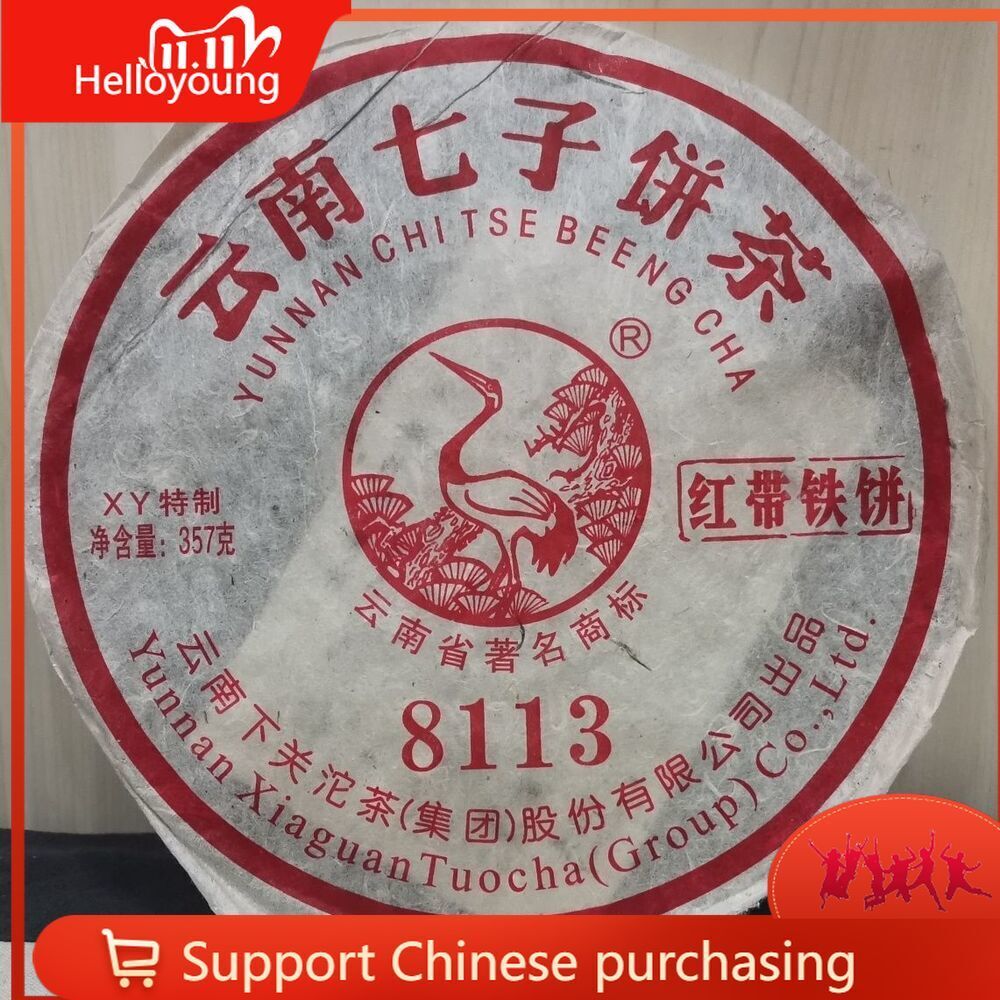 11.11
Helloyoung
云南七子饼茶
YUNNAN CHI TSE BEENG CHA
®
XY特制
净含量：357克
红带铁饼
云南省著名商标
8113
云南下关沱茶(集团)股份有限公司出品
Yunnan Xiaguan Tuocha(Group) Co.,Ltd.
Support Chinese purchasing